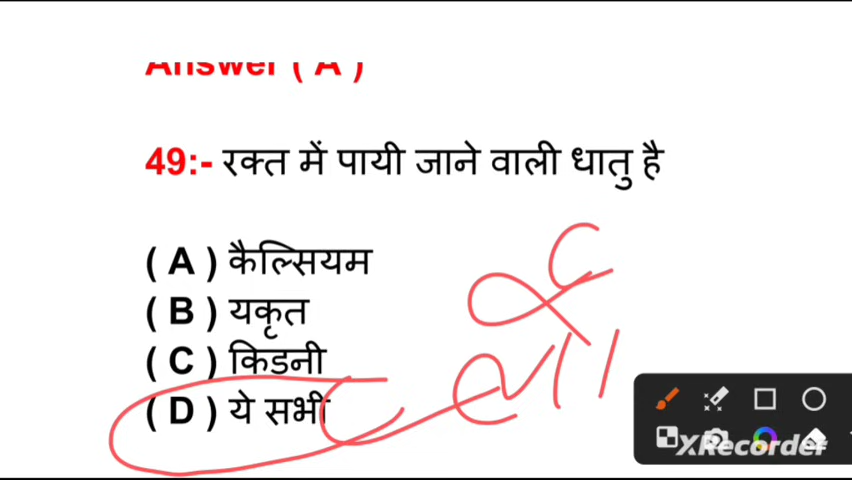 Answer ( A )
49:- रक्त में पायी जाने वाली धातु है
( A ) कैल्सियम
( B ) यकृत
( C ) किडनी
( D ) ये सभी
XRecorder